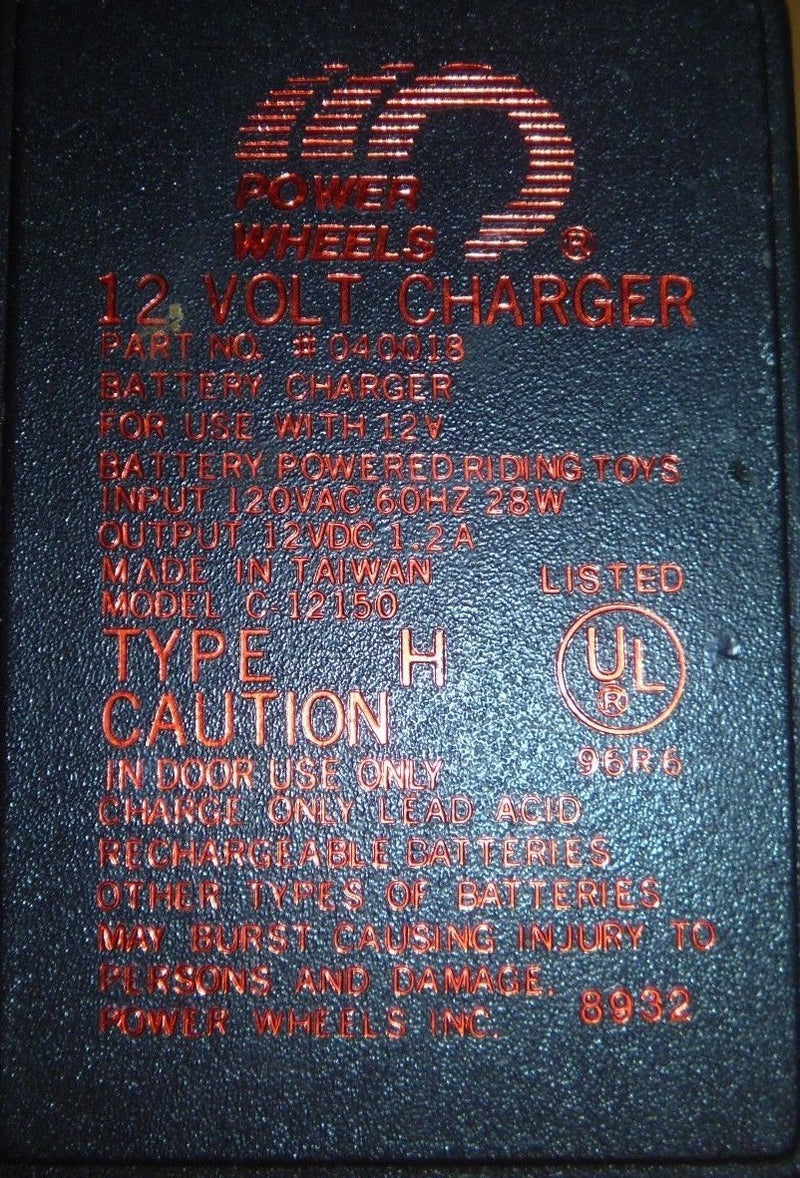 POWER
WHEELS ®
12 VOLT CHARGER
PART NO. #040018
BATTERY CHARGER
FOR USE WITH 12V
BATTERY POWERED RIDING TOYS
INPUT 120VAC 60HZ 28W
OUTPUT 12VDC 1.2A
MADE IN TAIWAN
MODEL C-12150
LISTED
TYPE H
UL ®
CAUTION
96R6
IN DOOR USE ONLY
CHARGE ONLY LEAD ACID
RECHARGEABLE BATTERIES
OTHER TYPES OF BATTERIES
MAY BURST CAUSING INJURY TO
PERSONS AND DAMAGE.
POWER WHEELS INC. 8932